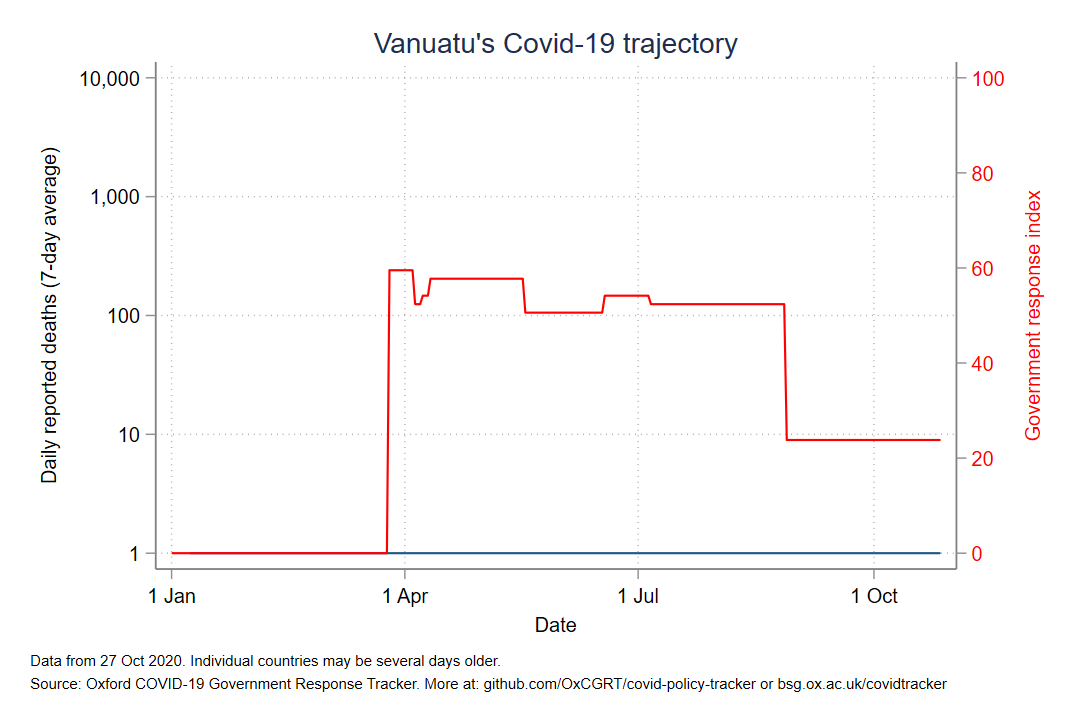 Vanuatu's Covid-19 trajectory
Daily reported deaths (7-day average)
10,000
1,000
100
10
1
100
80
60
40
20
0
Government response index
1 Jan
1 Apr
1 Jul
1 Oct
Date
Data from 27 Oct 2020. Individual countries may be several days older.
Source: Oxford COVID-19 Government Response Tracker. More at: github.com/OxCGRT/covid-policy-tracker or bsg.ox.ac.uk/covidtracker